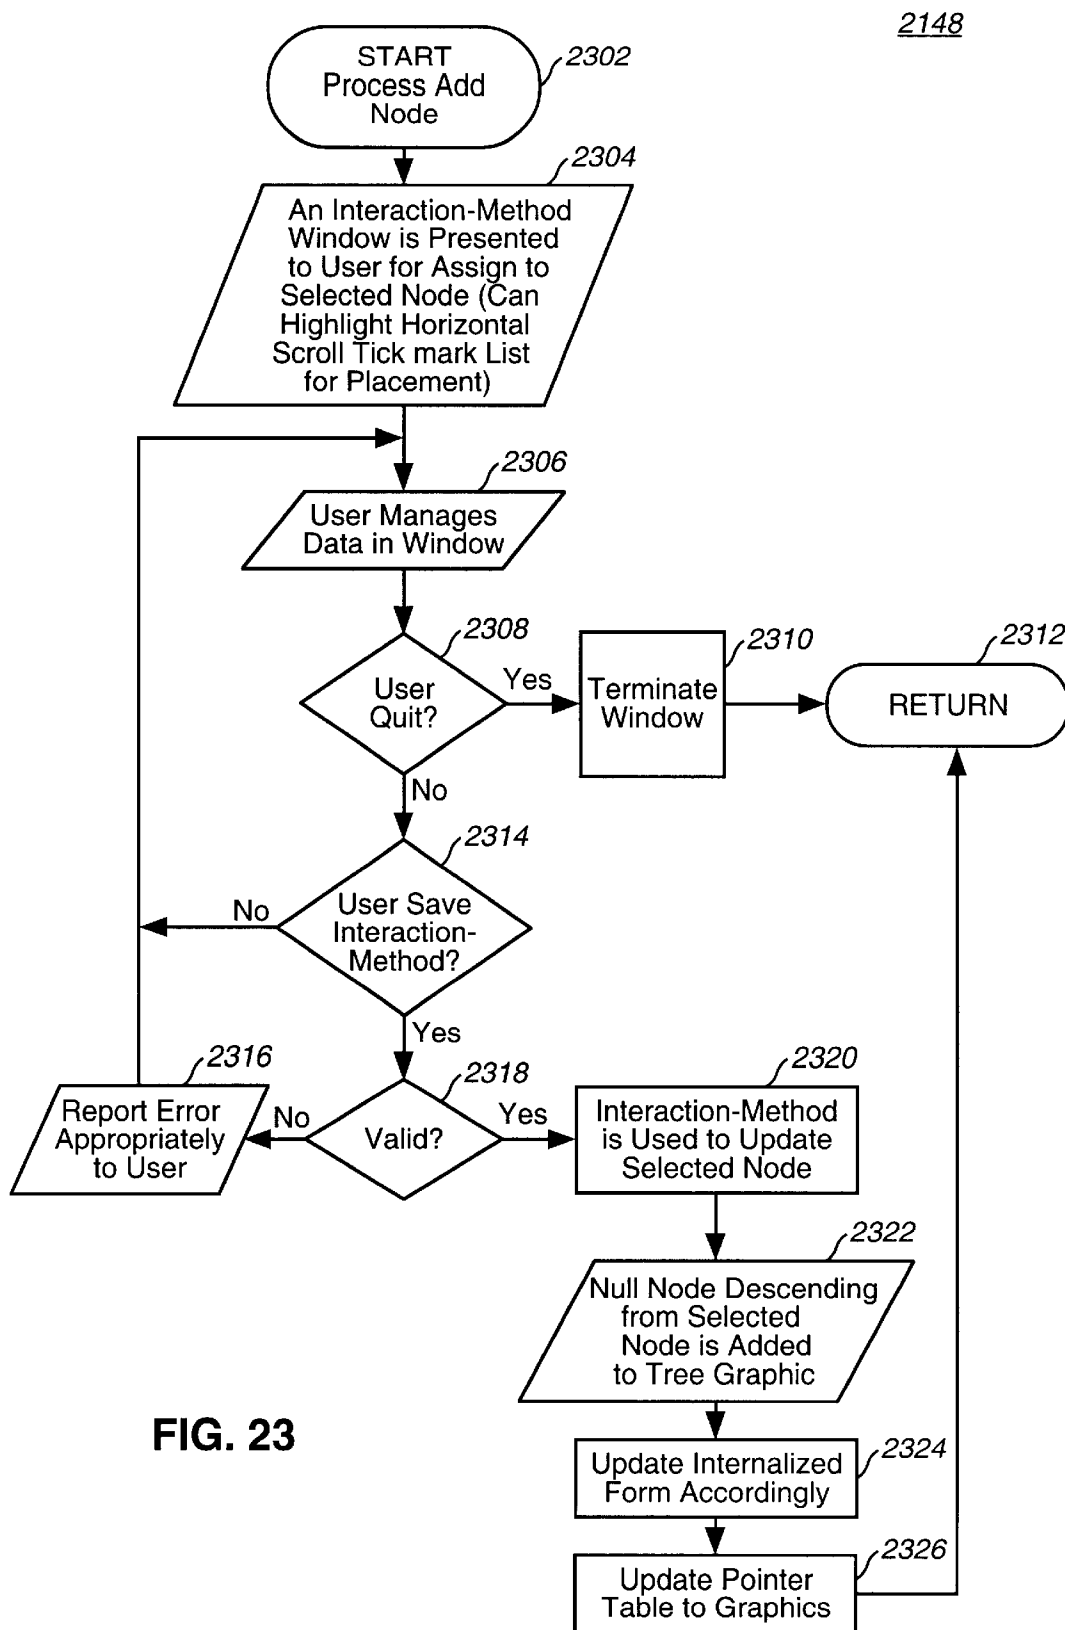 2148
START
Process Add
Node
2302
2304
An Interaction-Method
Window is Presented
to User for Assign to
Selected Node (Can
Highlight Horizontal
Scroll Tick mark List
for Placement)
2306
User Manages
Data in Window
2308
User
Quit?
Yes
2310
Terminate
Window
2312
RETURN
No
2314
User Save
Interaction-
Method?
No
Yes
2316
Report Error
Appropriately
to User
No
2318
Valid?
Yes
2320
Interaction-Method
is Used to Update
Selected Node
2322
Null Node Descending
from Selected
Node is Added
to Tree Graphic
2324
Update Internalized
Form Accordingly
2326
Update Pointer
Table to Graphics
FIG. 23